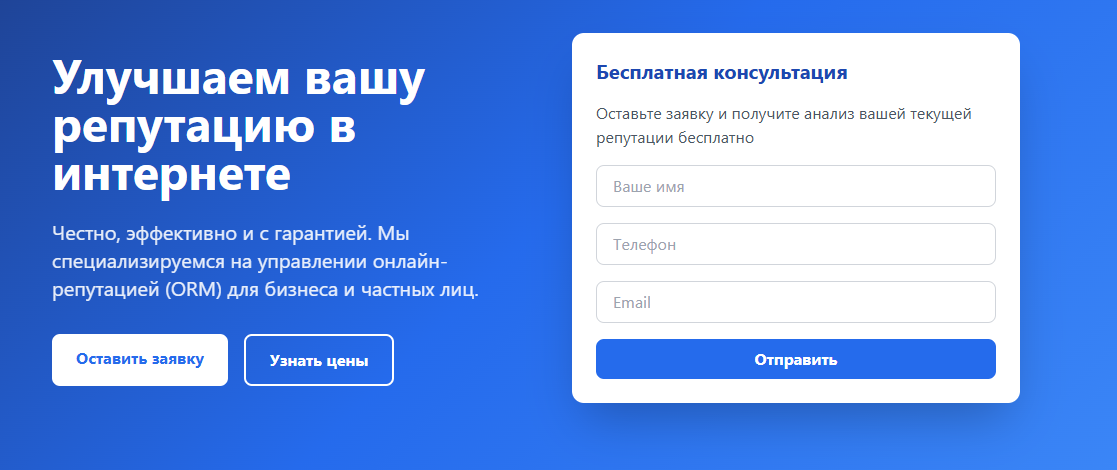 Улучшаем вашу
репутацию в
интернете
Честно, эффективно и с гарантией. Мы
специализируемся на управлении онлайн-
репутацией (ORM) для бизнеса и частных лиц.
Оставить заявку
Узнать цены
Бесплатная консультация
Оставьте заявку и получите анализ вашей текущей
репутации бесплатно
Ваше имя
Телефон
Email
Отправить